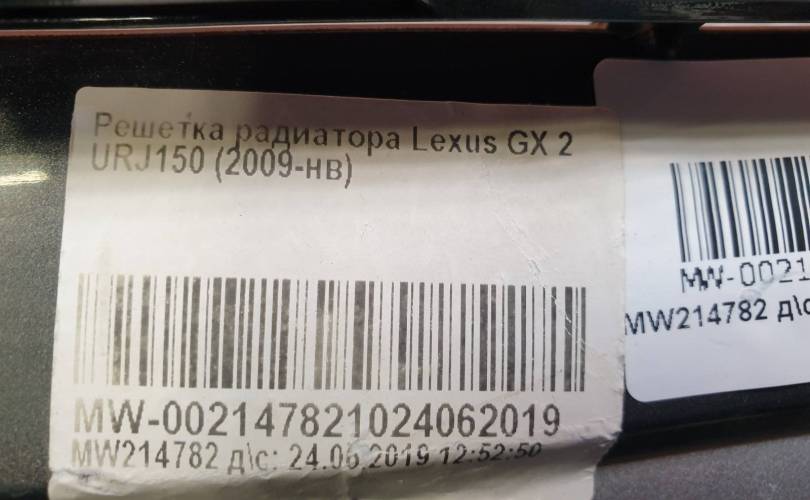 Решетка радиатора Lexus GX 2
URJ150 (2009-нв)
MW-002147821024062019
MW214782 д\с: 24.06.2019 12:52:50
MW-0021
MW214782 д\с